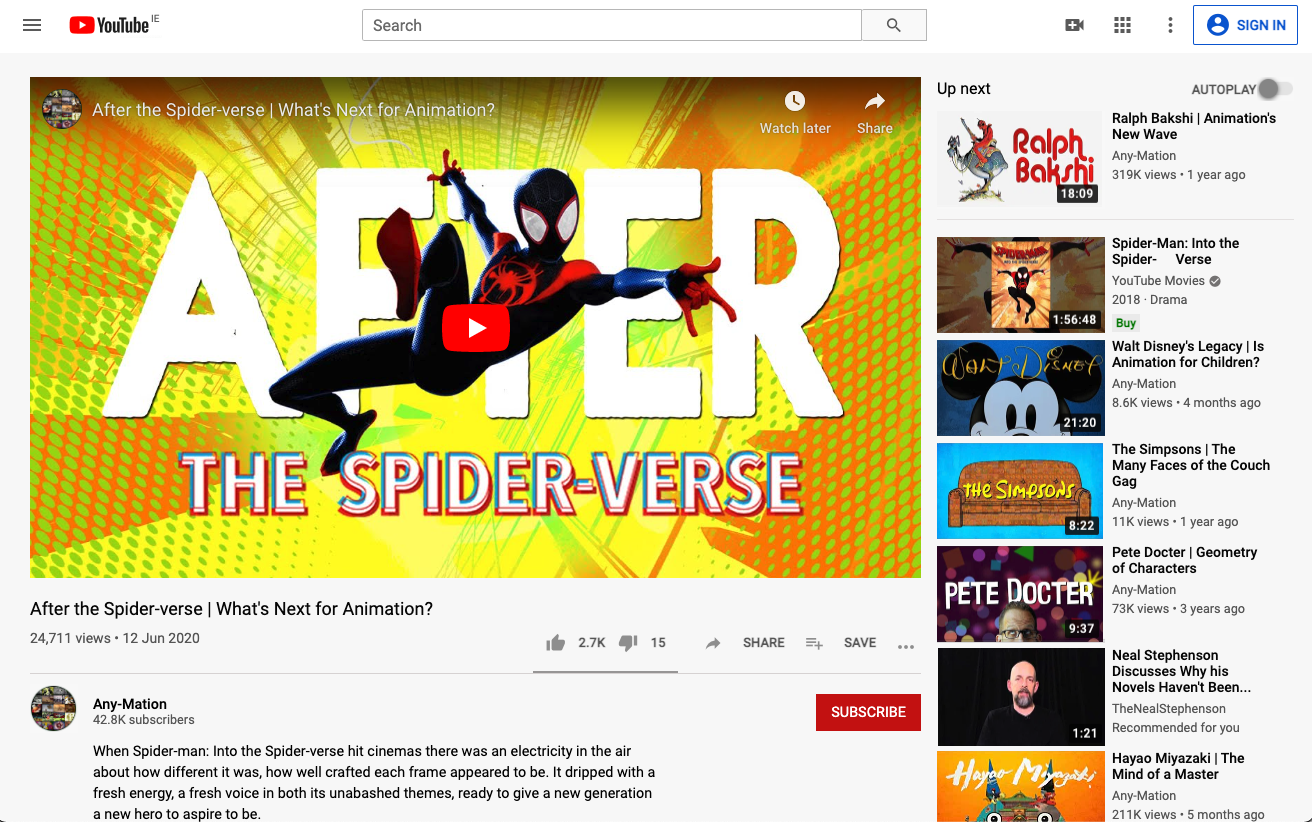 YouTube IE
Search
SIGN IN
After the Spider-verse | What's Next for Animation?
Watch later
Share
AFTER
THE SPIDER-VERSE
After the Spider-verse | What's Next for Animation?
24,711 views • 12 Jun 2020
2.7K
15
SHARE
SAVE
Any-Mation
42.8K subscribers
SUBSCRIBE
When Spider-man: Into the Spider-verse hit cinemas there was an electricity in the air
about how different it was, how well crafted each frame appeared to be. It dripped with a
fresh energy, a fresh voice in both its unabashed themes, ready to give a new generation
a new hero to aspire to be.
Up next
AUTOPLAY
Ralph
Bakshi
18:09
Ralph Bakshi | Animation's
New Wave
Any-Mation
319K views • 1 year ago
SPIDER-MAN
1:56:48
Spider-Man: Into the
Spider- Verse
YouTube Movies
2018 · Drama
Buy
WALT DISNEY
21:20
Walt Disney's Legacy | Is
Animation for Children?
Any-Mation
8.6K views • 4 months ago
The SIMPSONS
8:22
The Simpsons | The
Many Faces of the Couch
Gag
Any-Mation
11K views • 1 year ago
PETE DOCTER
9:37
Pete Docter | Geometry
of Characters
Any-Mation
73K views • 3 years ago
1:21
Neal Stephenson
Discusses Why his
Novels Haven't Been...
TheNealStephenson
Recommended for you
Hayao Miyazaki
Hayao Miyazaki | The
Mind of a Master
Any-Mation
211K views • 5 months ago